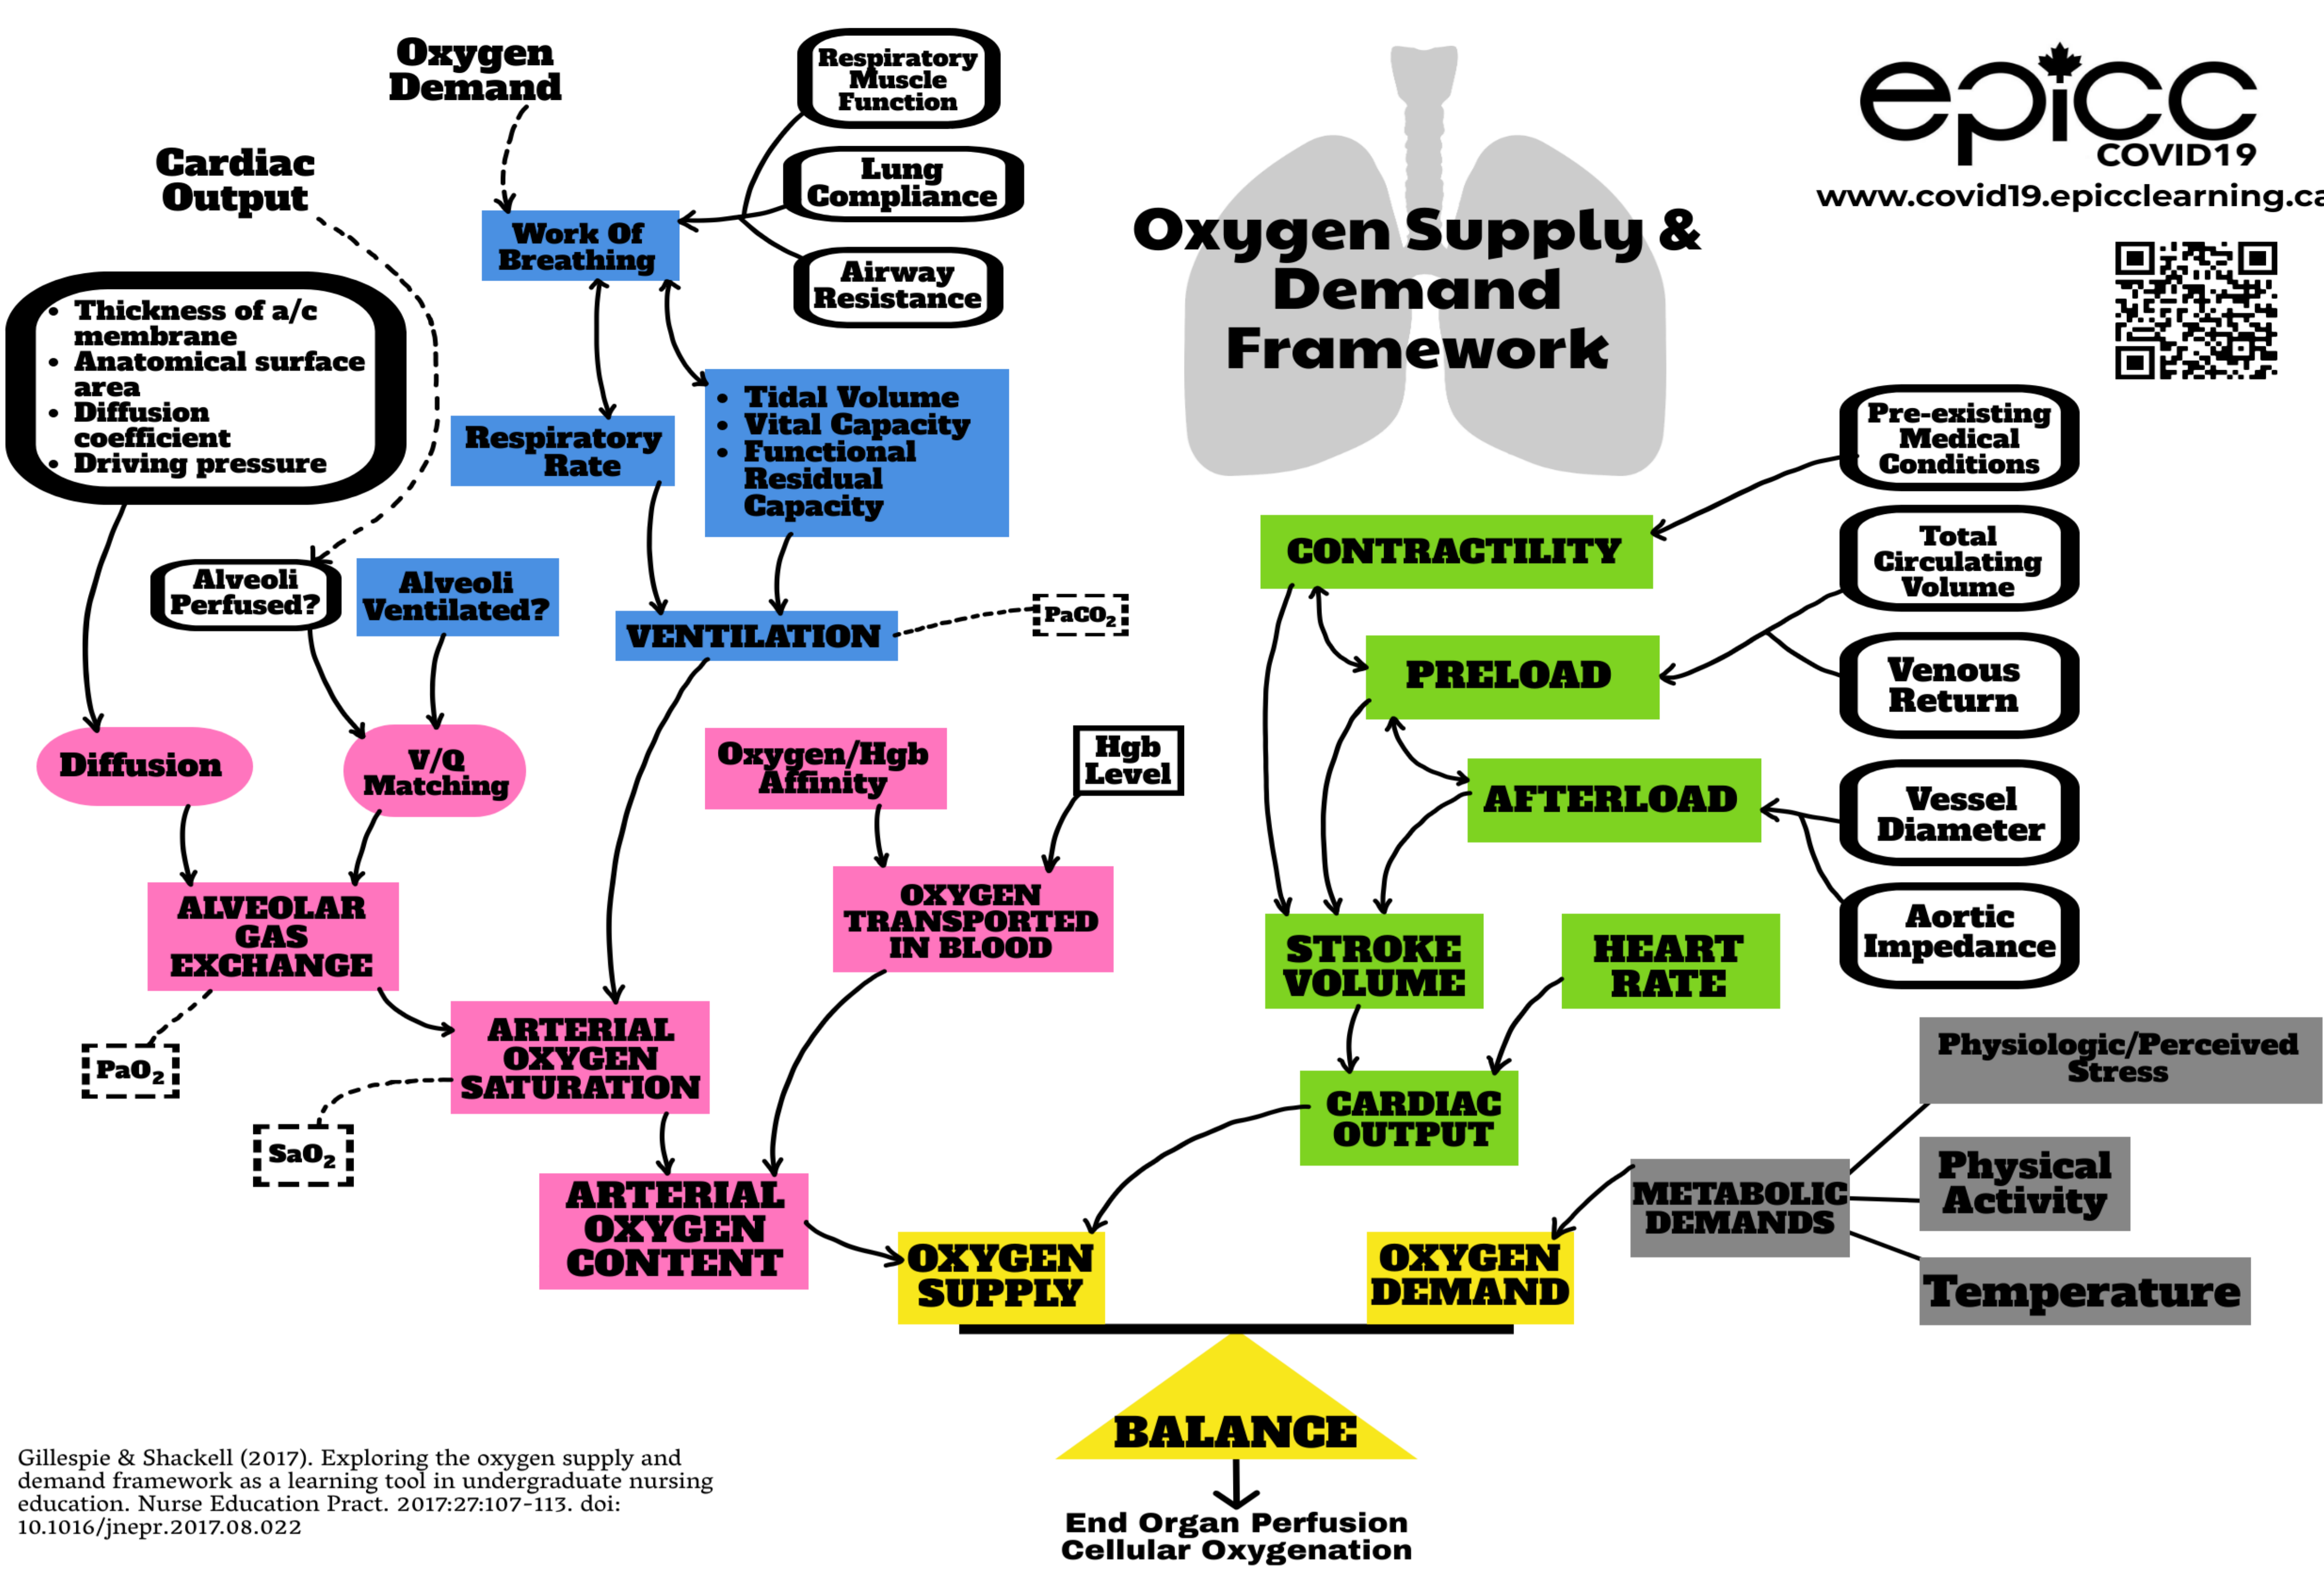 Oxygen
Demand
Respiratory
Muscle
Function
epicc
COVID19
www.covid19.epicclearning.ca
Cardiac
Output
Lung
Compliance
Work Of
Breathing
Airway
Resistance
Oxygen Supply &
Demand
Framework
• Thickness of a/c
membrane
• Anatomical surface
area
• Diffusion
coefficient
• Driving pressure
Respiratory
Rate
• Tidal Volume
• Vital Capacity
• Functional
Residual
Capacity
Pre-existing
Medical
Conditions
CONTRACTILITY
Total
Circulating
Volume
Alveoli
Perfused?
Alveoli
Ventilated?
VENTILATION
PaCO2
PRELOAD
Venous
Return
Diffusion
V/Q
Matching
Oxygen/Hgb
Affinity
Hgb
Level
AFTERLOAD
Vessel
Diameter
ALVEOLAR
GAS
EXCHANGE
OXYGEN
TRANSPORTED
IN BLOOD
STROKE
VOLUME
HEART
RATE
Aortic
Impedance
PaO2
ARTERIAL
OXYGEN
SATURATION
SaO2
CARDIAC
OUTPUT
Physiologic/Perceived
Stress
METABOLIC
DEMANDS
Physical
Activity
Temperature
ARTERIAL
OXYGEN
CONTENT
OXYGEN
SUPPLY
OXYGEN
DEMAND
BALANCE
End Organ Perfusion
Cellular Oxygenation
Gillespie & Shackell (2017). Exploring the oxygen supply and
demand framework as a learning tool in undergraduate nursing
education. Nurse Education Pract. 2017:27:107-113. doi:
10.1016/jnepr.2017.08.022